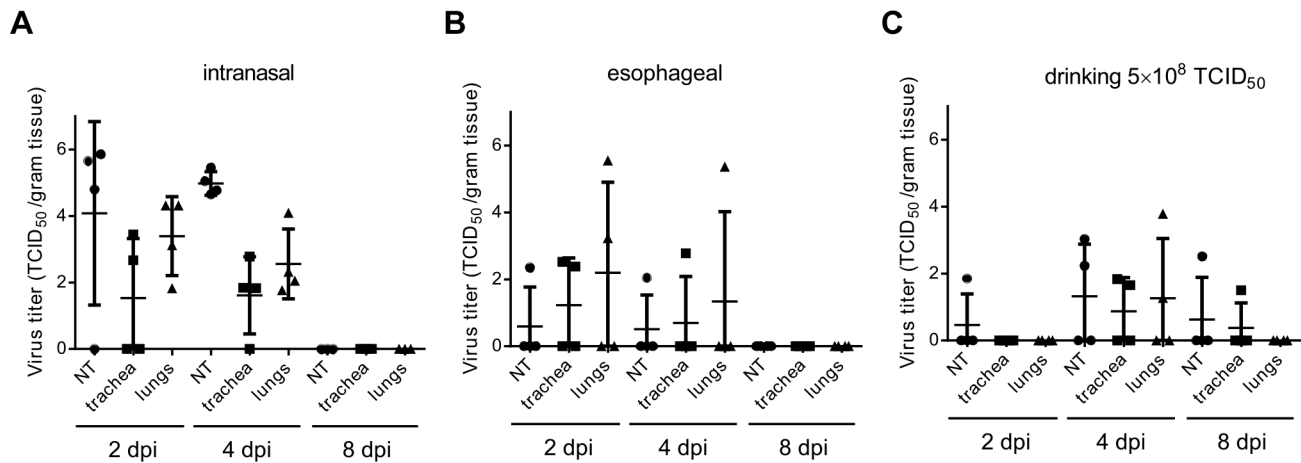 A
intranasal
Virus titer (TCID50 /gram tissue)
6
4
2
0
NT
trachea
lungs
NT
trachea
lungs
NT
trachea
lungs
2 dpi
4 dpi
8 dpi
B
esophageal
Virus titer (TCID50 /gram tissue)
6
4
2
0
NT
trachea
lungs
NT
trachea
lungs
NT
trachea
lungs
2 dpi
4 dpi
8 dpi
C
drinking 5×10⁸ TCID50
Virus titer (TCID50 /gram tissue)
6
4
2
0
NT
trachea
lungs
NT
trachea
lungs
NT
trachea
lungs
2 dpi
4 dpi
8 dpi